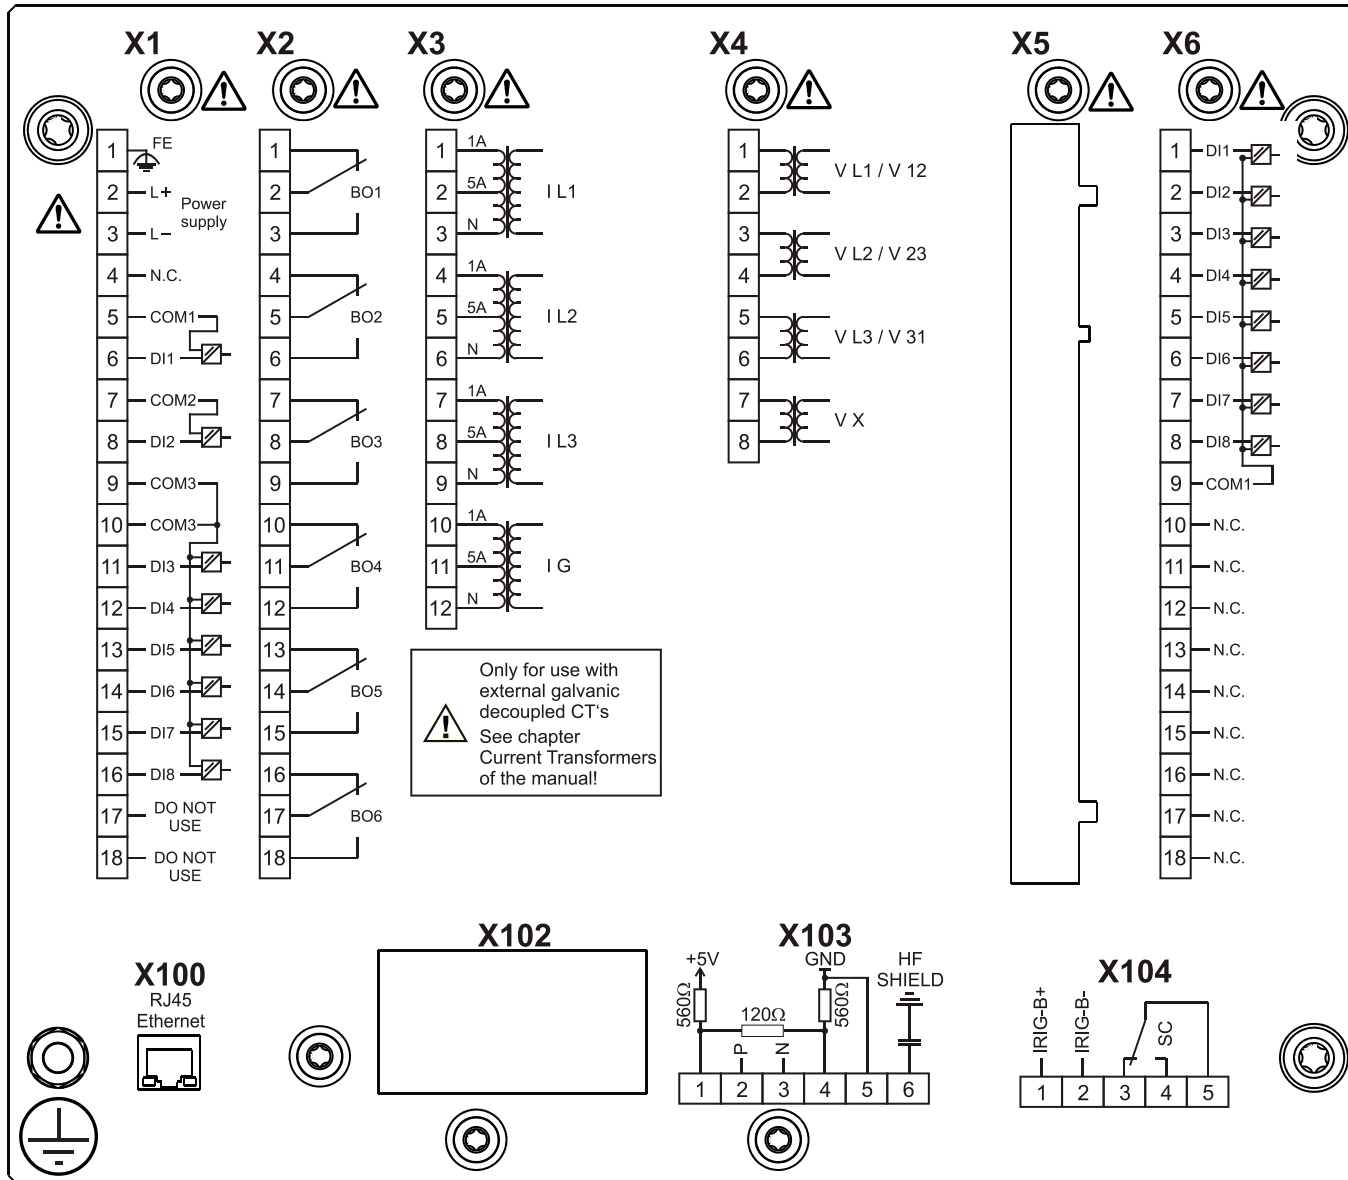 X1
X2
X3
X4
X5
X6
1 FE
2 L+
Power
supply
3 L–
4 N.C.
5 COM1
6 DI1
7 COM2
8 DI2
9 COM3
10 COM3
11 DI3
12 DI4
13 DI5
14 DI6
15 DI7
16 DI8
17 DO NOT
USE
18 DO NOT
USE
1
2 BO1
3
4
5 BO2
6
7
8 BO3
9
10
11 BO4
12
13
14 BO5
15
16
17 BO6
18
1 1A
2 5A I L1
3 N
4 1A
5 5A I L2
6 N
7 1A
8 5A I L3
9 N
10 1A
11 5A I G
12 N
Only for use with
external galvanic
decoupled CT's
See chapter
Current Transformers
of the manual!
1
V L1 / V 12
2
3
V L2 / V 23
4
5
V L3 / V 31
6
7
V X
8
1 DI1
2 DI2
3 DI3
4 DI4
5 DI5
6 DI6
7 DI7
8 DI8
9 COM1
10 N.C.
11 N.C.
12 N.C.
13 N.C.
14 N.C.
15 N.C.
16 N.C.
17 N.C.
18 N.C.
X100
RJ45
Ethernet
X102
X103
+5V GND HF
SHIELD
560Ω 120Ω 560Ω
P N
1 2 3 4 5 6
X104
IRIG-B+ IRIG-B- SC
1 2 3 4 5